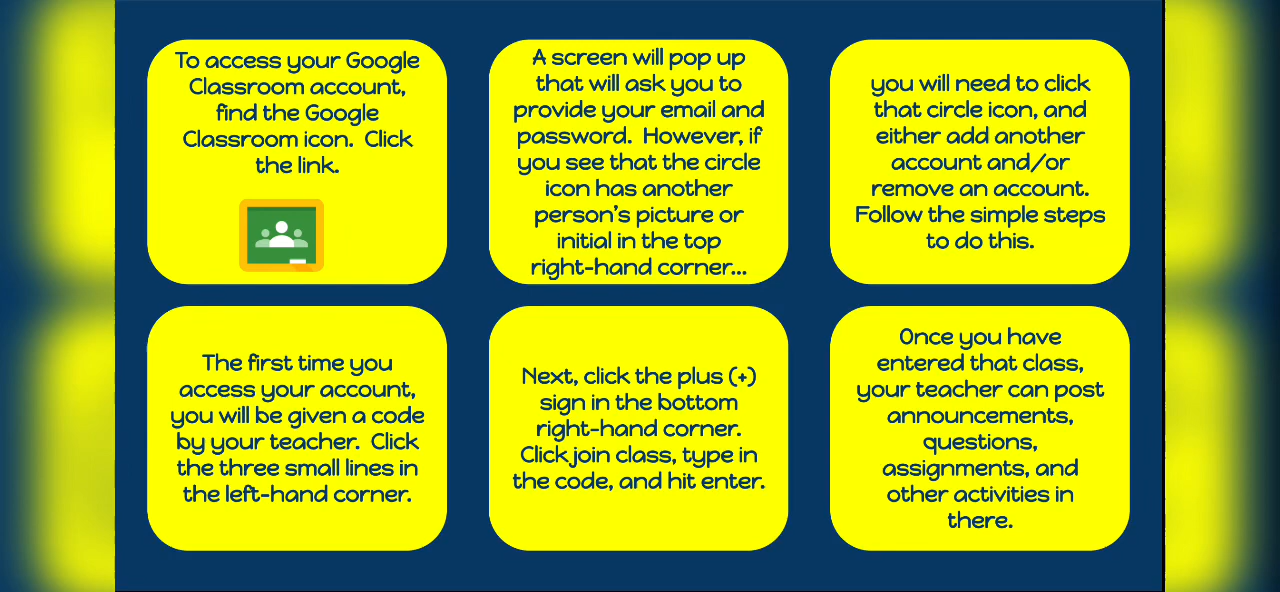 To access your Google
Classroom account,
find the Google
Classroom icon.  Click
the link.
A screen will pop up
that will ask you to
provide your email and
password.  However, if
you see that the circle
icon has another
person's picture or
initial in the top
right-hand corner...
you will need to click
that circle icon, and
either add another
account and/or
remove an account.
Follow the simple steps
to do this.
The first time you
access your account,
you will be given a code
by your teacher.  Click
the three small lines in
the left-hand corner.
Next, click the plus (+)
sign in the bottom
right-hand corner.
Click join class, type in
the code, and hit enter.
Once you have
entered that class,
your teacher can post
announcements,
questions,
assignments, and
other activities in
there.